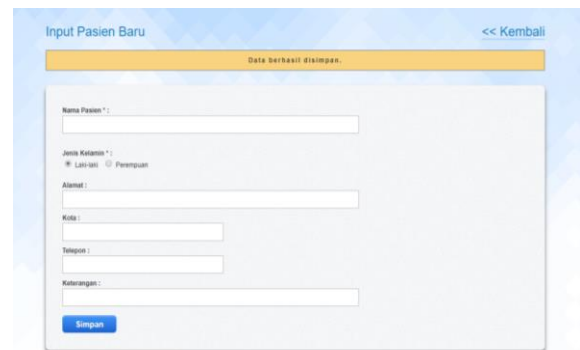 Input Pasien Baru << Kembali
Data berhasil disimpan.
Nama Pasien * :
Jenis Kelamin * :
Laki-laki Perempuan
Alamat :
Kota :
Telepon :
Keterangan :
Simpan